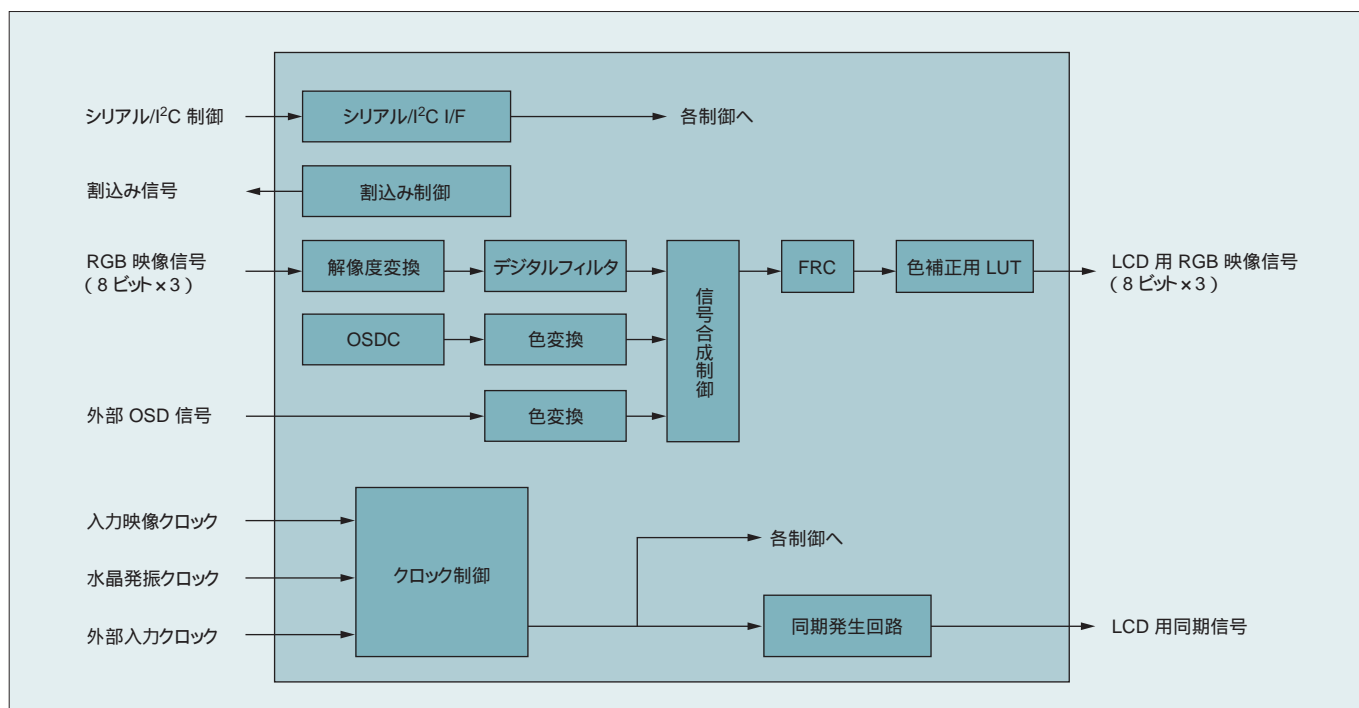 シリアル/I²C 制御
シリアル/I²C I/F
各制御へ
割込み信号
割込み制御
RGB 映像信号
( 8 ビット × 3 )
解像度変換
デジタルフィルタ
信号合成制御
FRC
色補正用 LUT
LCD 用 RGB 映像信号
( 8 ビット × 3 )
OSDC
色変換
外部 OSD 信号
色変換
入力映像クロック
水晶発振クロック
外部入力クロック
クロック制御
各制御へ
同期発生回路
LCD 用同期信号